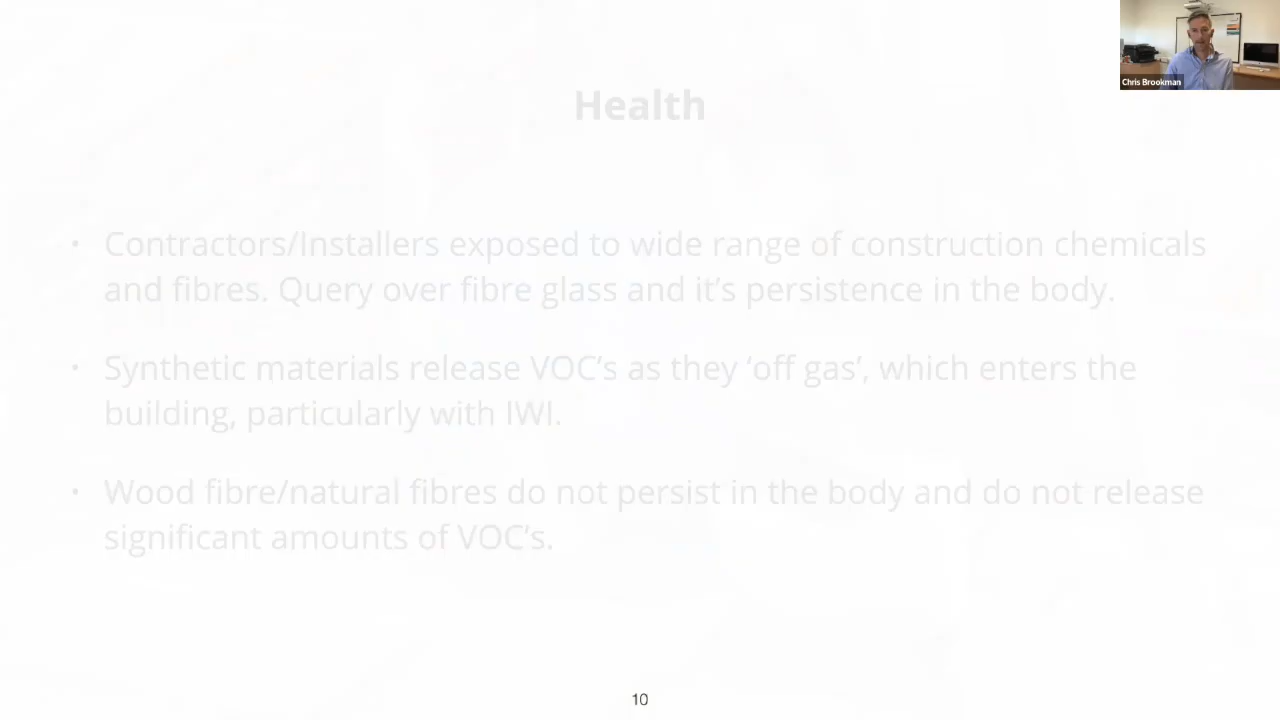 Chris Brookman
Health
• Contractors/Installers exposed to wide range of construction chemicals
and fibres. Query over fibre glass and it’s persistence in the body.
• Synthetic materials release VOC’s as they ‘off gas’, which enters the
building, particularly with IWI.
• Wood fibre/natural fibres do not persist in the body and do not release
significant amounts of VOC’s.
10